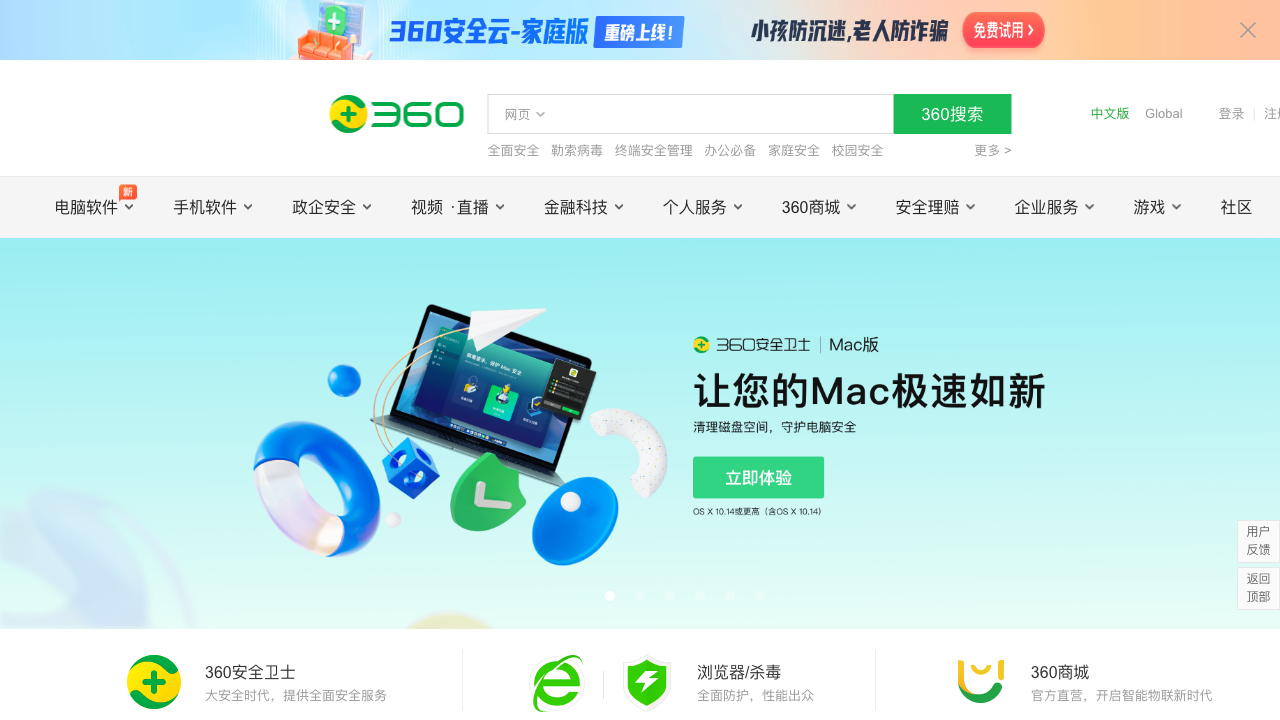 360安全云-家庭版 重磅上线! 小孩防沉迷,老人防诈骗 免费试用
360 网页 360搜索 中文版 Global 登录
全面安全 勒索病毒 终端安全管理 办公必备 家庭安全 校园安全 更多 >
电脑软件 新 手机软件 政企安全 视频 ·直播 金融科技 个人服务 360商城 安全理赔 企业服务 游戏 社区
360安全卫士 Mac版
让您的Mac极速如新
清理磁盘空间，守护电脑安全
立即体验
OS X 10.14或更高（含OS X 10.14）
用户
反馈
返回
顶部
360安全卫士
大安全时代，提供全面安全服务
浏览器/杀毒
全面防护，性能出众
360商城
官方直营，开启智能物联新时代